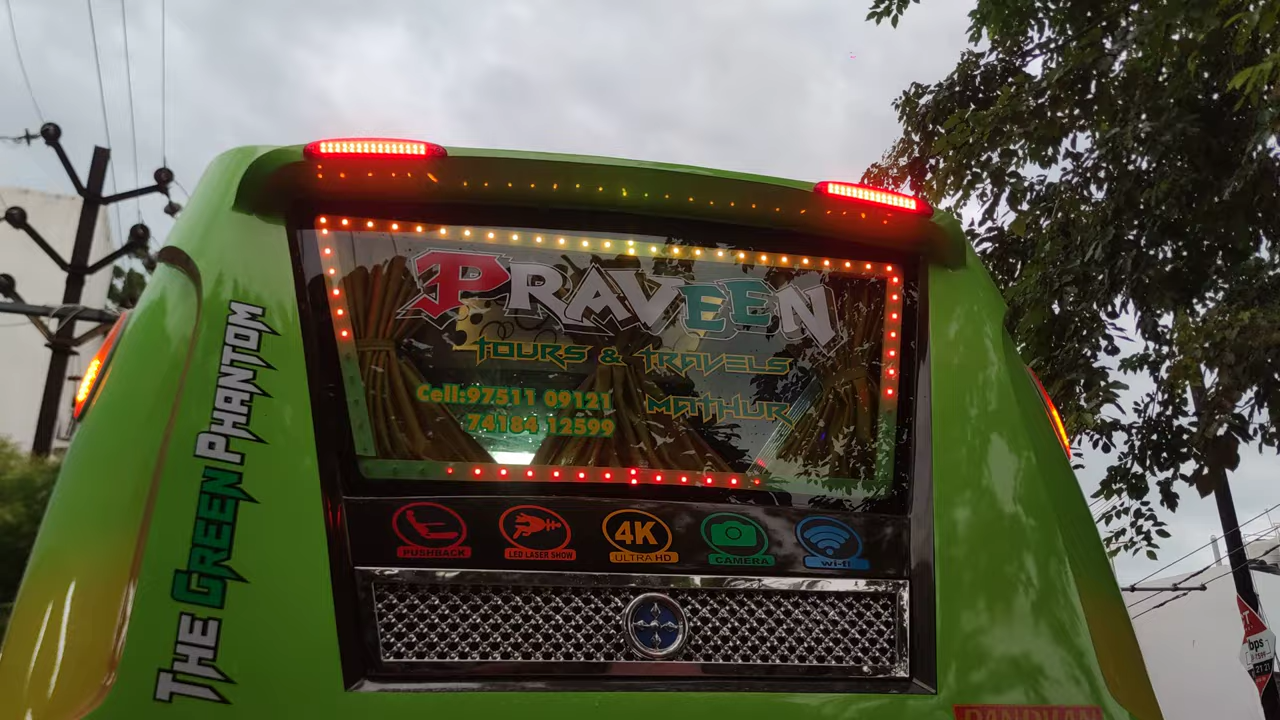 PRAVEEN
TOURS & TRAVELS
Cell:97511 09121
74184 12599
MATHUR
THE GREEN PHANTOM
PUSHBACK
LED LASER SHOW
4K
ULTRA HD
CAMERA
wi-fi
bps